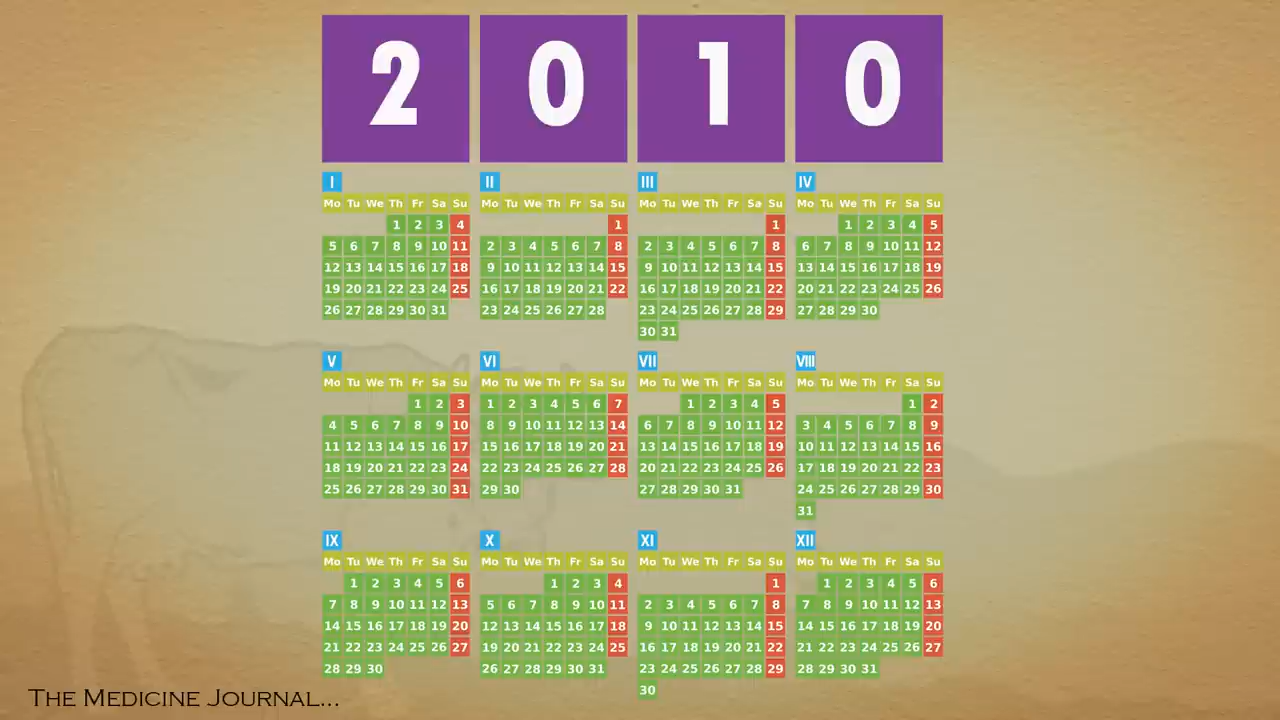 2 0 1 0
I II III IV
Mo Tu We Th Fr Sa Su Mo Tu We Th Fr Sa Su Mo Tu We Th Fr Sa Su Mo Tu We Th Fr Sa Su
1 2 3 4 1 1 1 2 3 4 5
5 6 7 8 9 10 11 2 3 4 5 6 7 8 2 3 4 5 6 7 8 6 7 8 9 10 11 12
12 13 14 15 16 17 18 9 10 11 12 13 14 15 9 10 11 12 13 14 15 13 14 15 16 17 18 19
19 20 21 22 23 24 25 16 17 18 19 20 21 22 16 17 18 19 20 21 22 20 21 22 23 24 25 26
26 27 28 29 30 31 23 24 25 26 27 28 23 24 25 26 27 28 29 27 28 29 30
30 31
V VI VII VIII
Mo Tu We Th Fr Sa Su Mo Tu We Th Fr Sa Su Mo Tu We Th Fr Sa Su Mo Tu We Th Fr Sa Su
1 2 3 1 2 3 4 5 6 7 1 2 3 4 5 1 2
4 5 6 7 8 9 10 8 9 10 11 12 13 14 6 7 8 9 10 11 12 3 4 5 6 7 8 9
11 12 13 14 15 16 17 15 16 17 18 19 20 21 13 14 15 16 17 18 19 10 11 12 13 14 15 16
18 19 20 21 22 23 24 22 23 24 25 26 27 28 20 21 22 23 24 25 26 17 18 19 20 21 22 23
25 26 27 28 29 30 31 29 30 27 28 29 30 31 24 25 26 27 28 29 30
31
IX X XI XII
Mo Tu We Th Fr Sa Su Mo Tu We Th Fr Sa Su Mo Tu We Th Fr Sa Su Mo Tu We Th Fr Sa Su
1 2 3 4 5 6 1 2 3 4 1 1 2 3 4 5 6
7 8 9 10 11 12 13 5 6 7 8 9 10 11 2 3 4 5 6 7 8 7 8 9 10 11 12 13
14 15 16 17 18 19 20 12 13 14 15 16 17 18 9 10 11 12 13 14 15 14 15 16 17 18 19 20
21 22 23 24 25 26 27 19 20 21 22 23 24 25 16 17 18 19 20 21 22 21 22 23 24 25 26 27
28 29 30 26 27 28 29 30 31 23 24 25 26 27 28 29 28 29 30 31
30
The Medicine Journal...